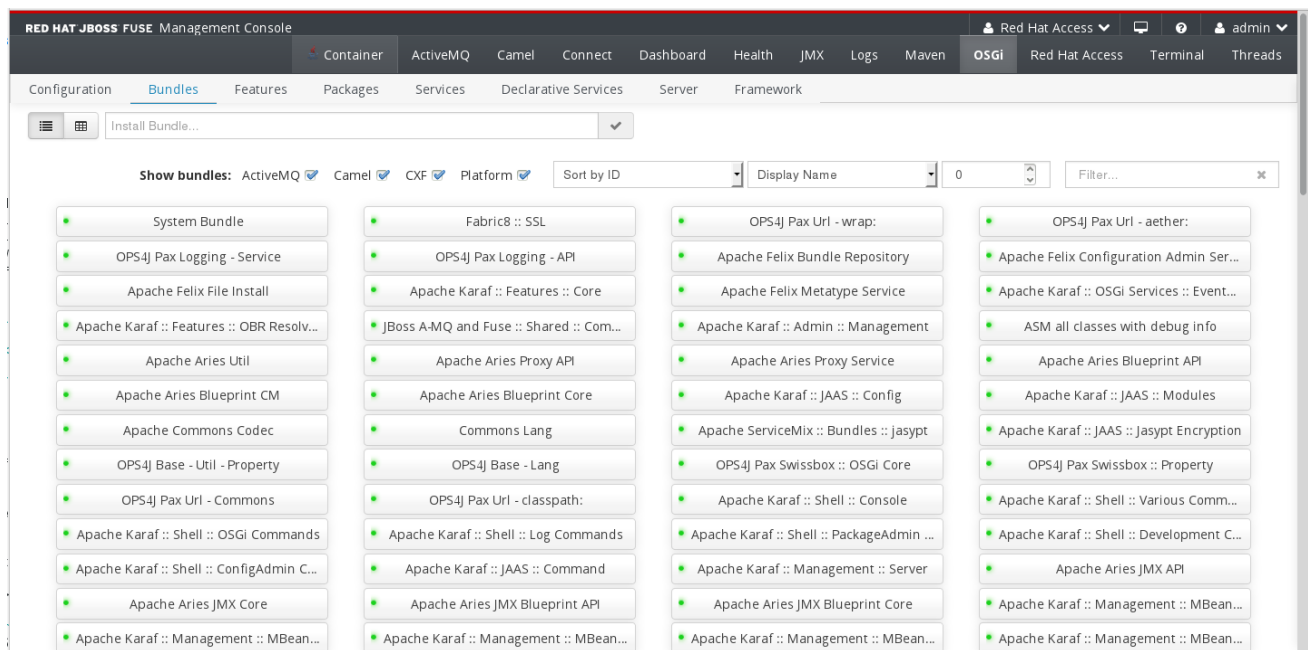 RED HAT JBOSS FUSE Management Console Red Hat Access admin
Container ActiveMQ Camel Connect Dashboard Health JMX Logs Maven OSGi Red Hat Access Terminal Threads
Configuration Bundles Features Packages Services Declarative Services Server Framework
Install Bundle...
Show bundles: ActiveMQ Camel CXF Platform Sort by ID Display Name 0 Filter...
System Bundle Fabric8 :: SSL OPS4J Pax Url - wrap: OPS4J Pax Url - aether:
OPS4J Pax Logging - Service OPS4J Pax Logging - API Apache Felix Bundle Repository Apache Felix Configuration Admin Ser...
Apache Felix File Install Apache Karaf :: Features :: Core Apache Felix Metatype Service Apache Karaf :: OSGi Services :: Event...
Apache Karaf :: Features :: OBR Resolv... JBoss A-MQ and Fuse :: Shared :: Com... Apache Karaf :: Admin :: Management ASM all classes with debug info
Apache Aries Util Apache Aries Proxy API Apache Aries Proxy Service Apache Aries Blueprint API
Apache Aries Blueprint CM Apache Aries Blueprint Core Apache Karaf :: JAAS :: Config Apache Karaf :: JAAS :: Modules
Apache Commons Codec Commons Lang Apache ServiceMix :: Bundles :: jasypt Apache Karaf :: JAAS :: Jasypt Encryption
OPS4J Base - Util - Property OPS4J Base - Lang OPS4J Pax Swissbox :: OSGi Core OPS4J Pax Swissbox :: Property
OPS4J Pax Url - Commons OPS4J Pax Url - classpath: Apache Karaf :: Shell :: Console Apache Karaf :: Shell :: Various Comm...
Apache Karaf :: Shell :: OSGi Commands Apache Karaf :: Shell :: Log Commands Apache Karaf :: Shell :: PackageAdmin ... Apache Karaf :: Shell :: Development C...
Apache Karaf :: Shell :: ConfigAdmin C... Apache Karaf :: JAAS :: Command Apache Karaf :: Management :: Server Apache Aries JMX API
Apache Aries JMX Core Apache Aries JMX Blueprint API Apache Aries JMX Blueprint Core Apache Karaf :: Management :: MBean...
Apache Karaf :: Management :: MBean... Apache Karaf :: Management :: MBean... Apache Karaf :: Management :: MBean... Apache Karaf :: Management :: MBean...